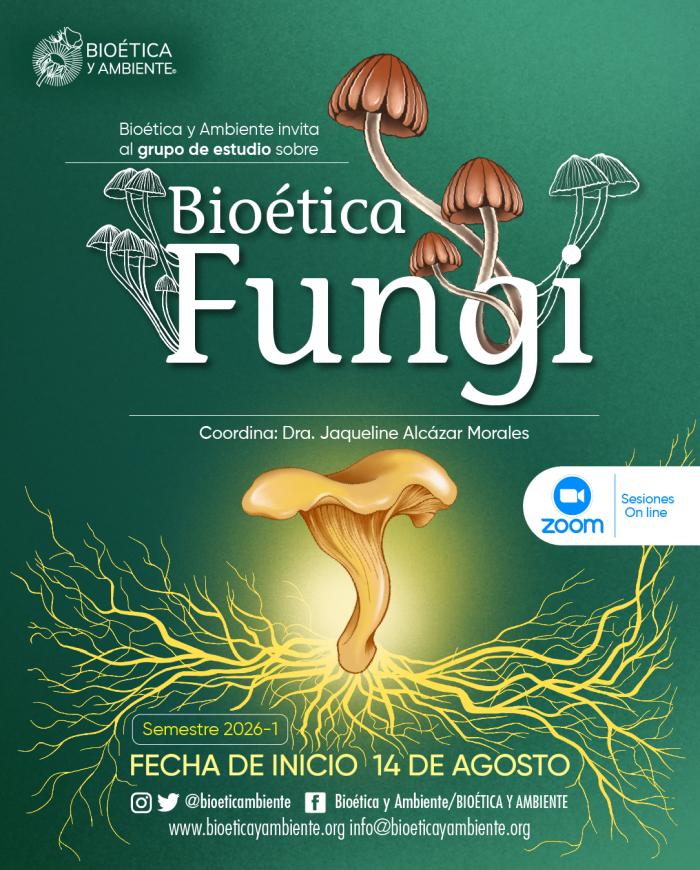 BIOÉTICA
Y AMBIENTE®
Bioética y Ambiente invita
al grupo de estudio sobre
Bioética
Fungi
Coordina: Dra. Jaqueline Alcázar Morales
zoom
Sesiones
On line
Semestre 2026-1
FECHA DE INICIO 14 DE AGOSTO
@bioeticambiente Bioética y Ambiente/BIOÉTICA Y AMBIENTE
www.bioeticayambiente.org info@bioeticayambiente.org